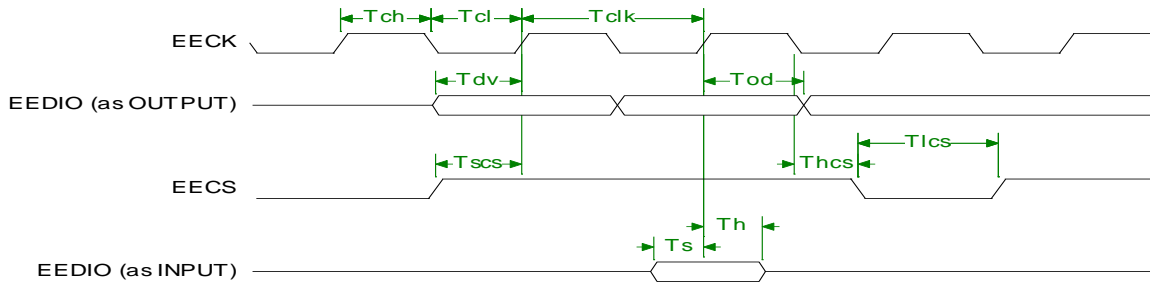 Tch Tcl Tclk
EECK
Tdv Tod
EEDIO (as OUTPUT)
Tscs Thcs Tlcs
EECS
Ts Th
EEDIO (as INPUT)